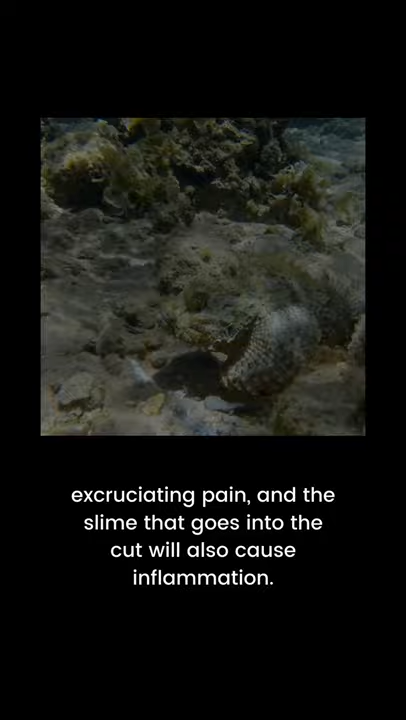 excruciating pain, and the
slime that goes into the
cut will also cause
inflammation.